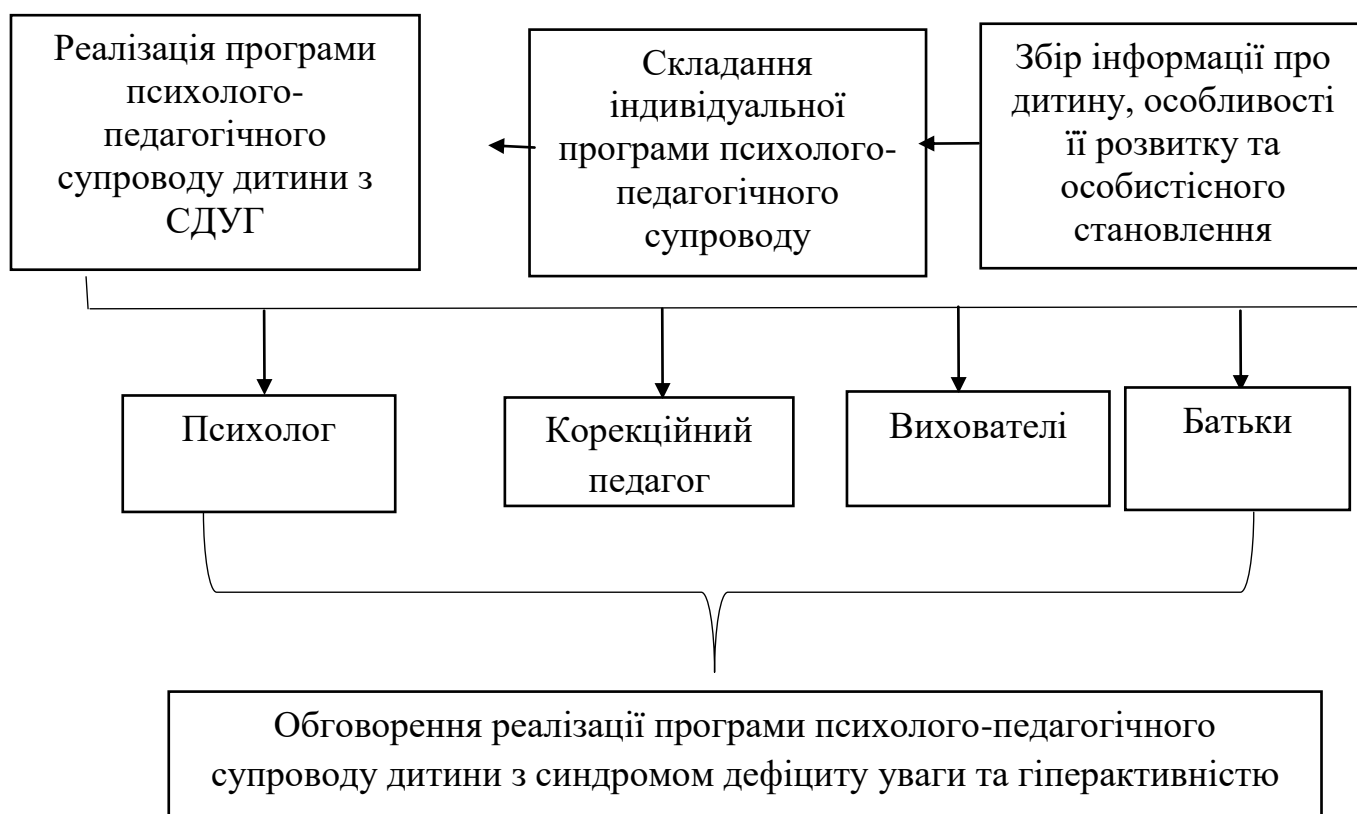 Реалізація програми
психолого-
педагогічного
супроводу дитини з
СДУГ
Складання
індивідуальної
програми психолого-
педагогічного
супроводу
Збір інформації про
дитину, особливості
її розвитку та
особистісного
становлення
Психолог
Корекційний
педагог
Вихователі
Батьки
Обговорення реалізації програми психолого-педагогічного
супроводу дитини з синдромом дефіциту уваги та гіперактивністю